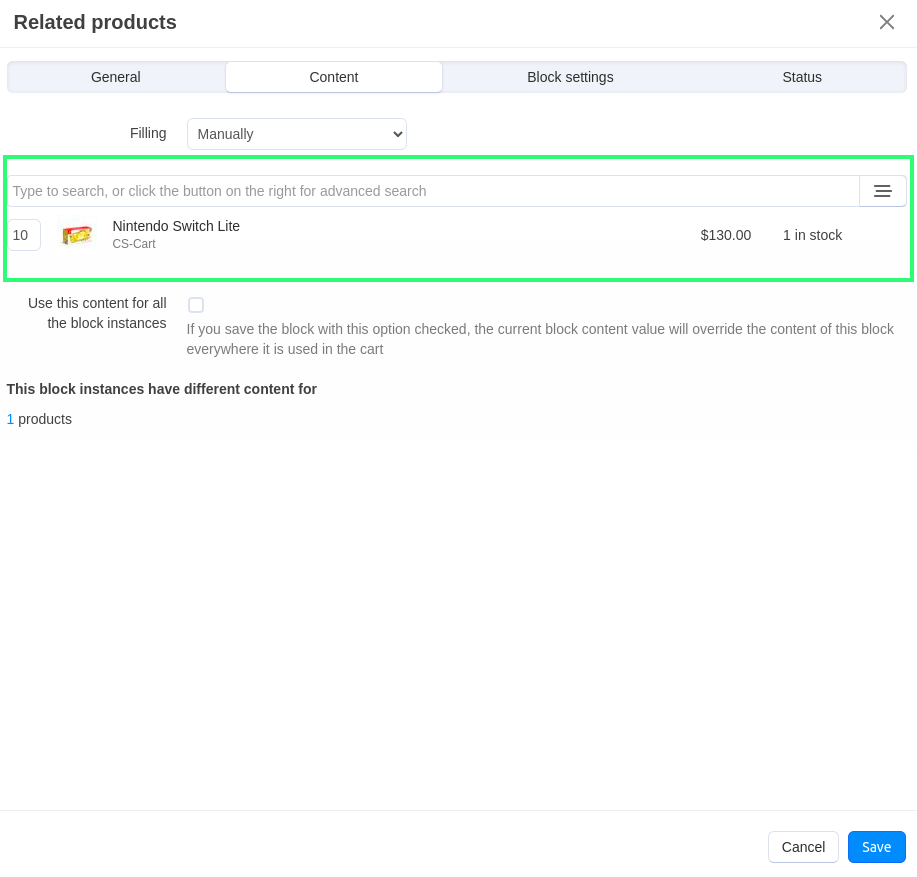 Related products
General
Content
Block settings
Status
Filling
Manually
Type to search, or click the button on the right for advanced search
10
Nintendo Switch Lite
CS-Cart
$130.00
1 in stock
Use this content for all
the block instances
If you save the block with this option checked, the current block content value will override the content of this block
everywhere it is used in the cart
This block instances have different content for
1 products
Cancel
Save